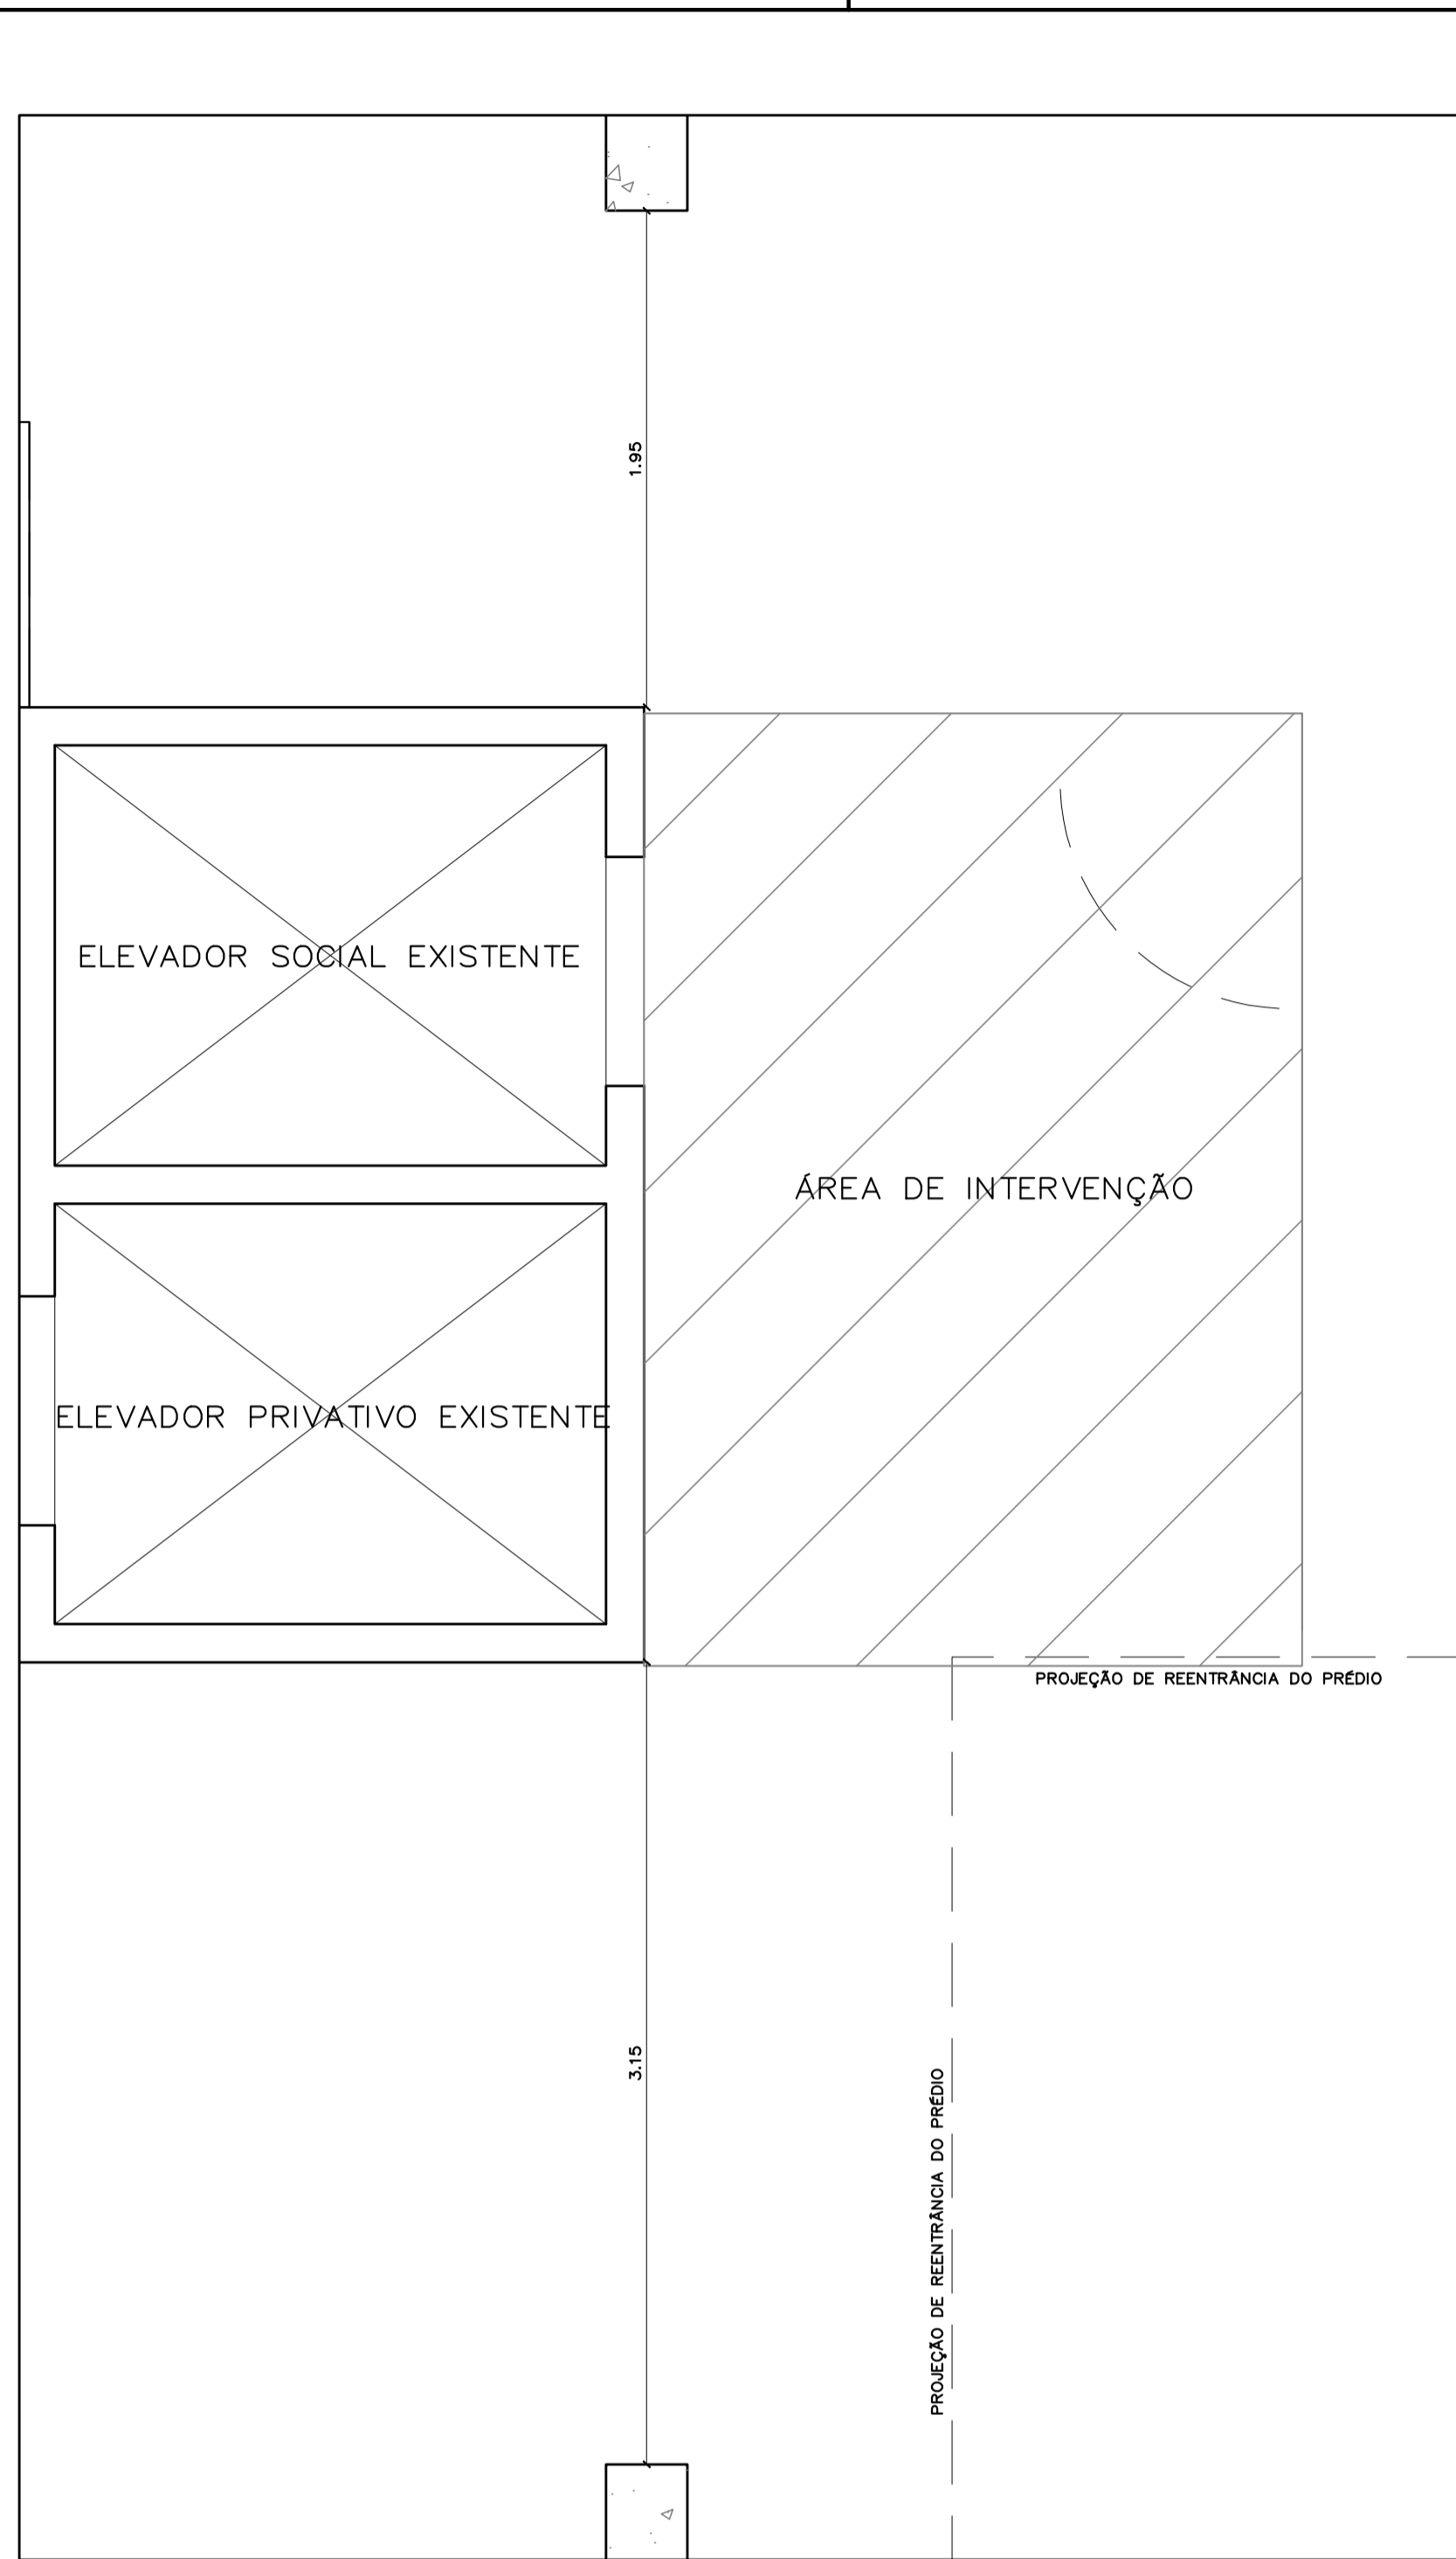 1.95
ELEVADOR SOCIAL EXISTENTE
ÁREA DE INTERVENÇÃO
ELEVADOR PRIVATIVO EXISTENTE
PROJEÇÃO DE REENTRÂNCIA DO PRÉDIO
3.15
PROJEÇÃO DE REENTRÂNCIA DO PRÉDIO